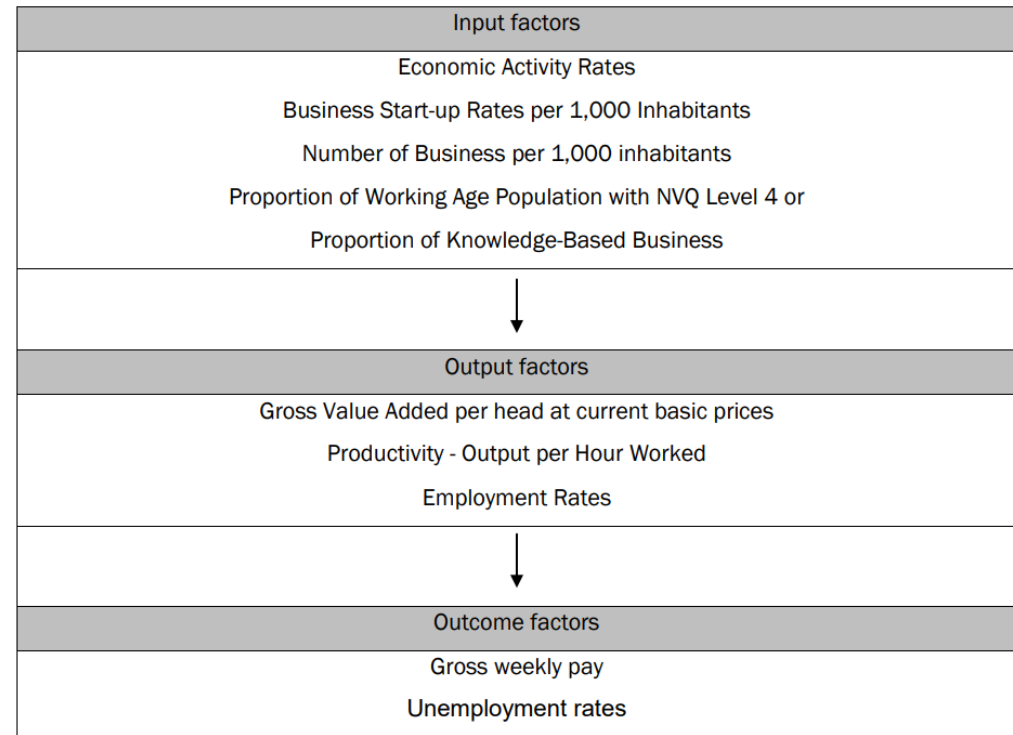 Input factors
Economic Activity Rates
Business Start-up Rates per 1,000 Inhabitants
Number of Business per 1,000 inhabitants
Proportion of Working Age Population with NVQ Level 4 or
Proportion of Knowledge-Based Business
Output factors
Gross Value Added per head at current basic prices
Productivity - Output per Hour Worked
Employment Rates
Outcome factors
Gross weekly pay
Unemployment rates